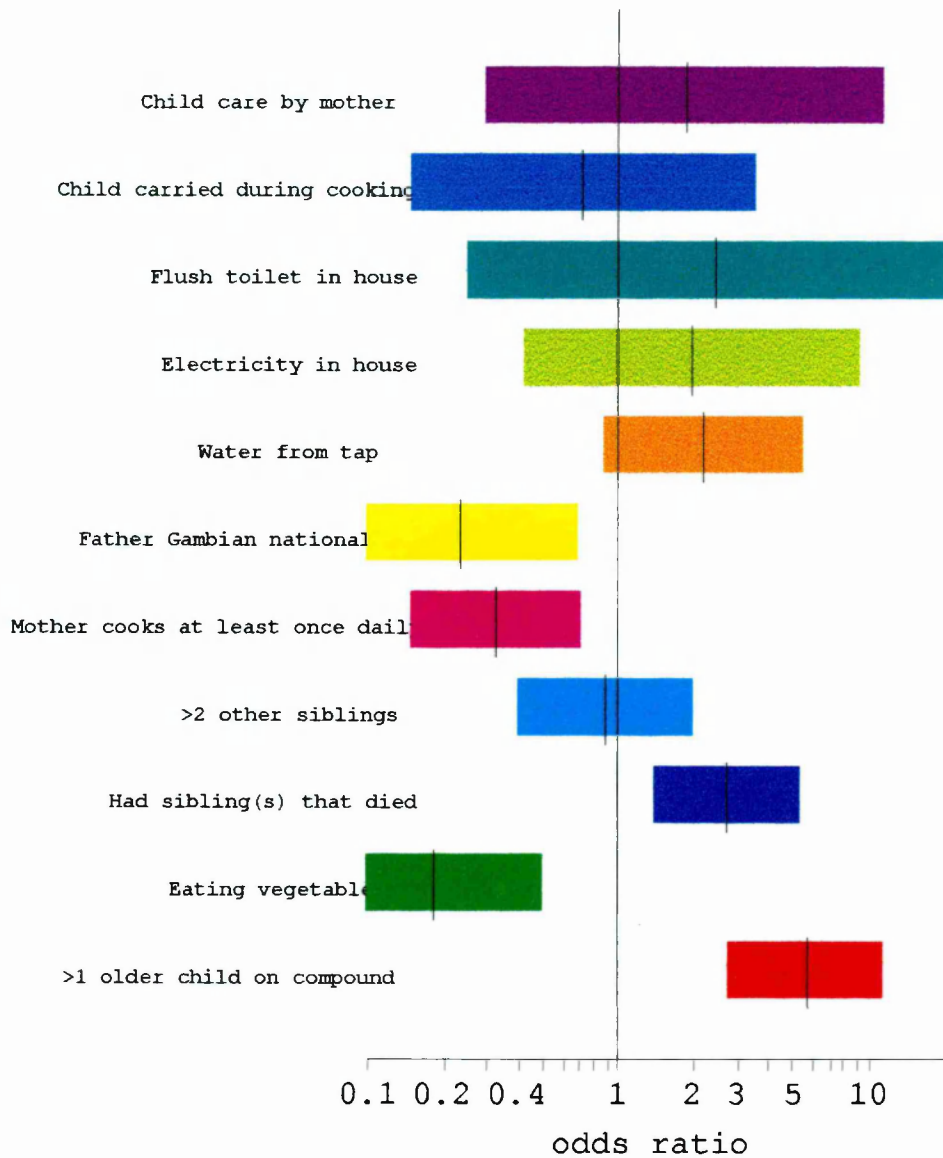 Child care by mother
Child carried during cooking
Flush toilet in house
Electricity in house
Water from tap
Father Gambian national
Mother cooks at least once dail
>2 other siblings
Had sibling(s) that died
Eating vegetable
>1 older child on compound
0.1 0.2 0.4 1 2 3 5 10
odds ratio